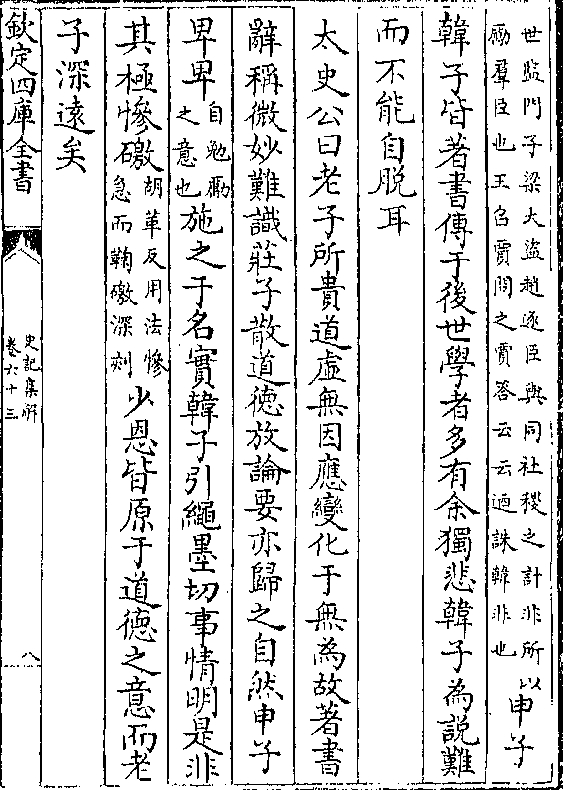 世監門子梁大盜趙逐臣與同社稷之計非所以
勵羣臣也王召賈問之賈答云云迺誅韓非也
申子
韓子皆著書傳于後世學者多有余獨悲韓子為說難
而不能自脫耳
太史公曰老子所貴道虛無因應變化于無為故著書
辭稱微妙難識莊子散道德放論要亦歸之自然申子
卑卑自勉勵之意也施之于名實韓子引繩墨切事情明是非
其極慘礉胡革反用法慘急而鞠礉深刻少恩皆原于道德之意而老
子深遠矣
欽定四庫全書
史記集解
卷六十三
八